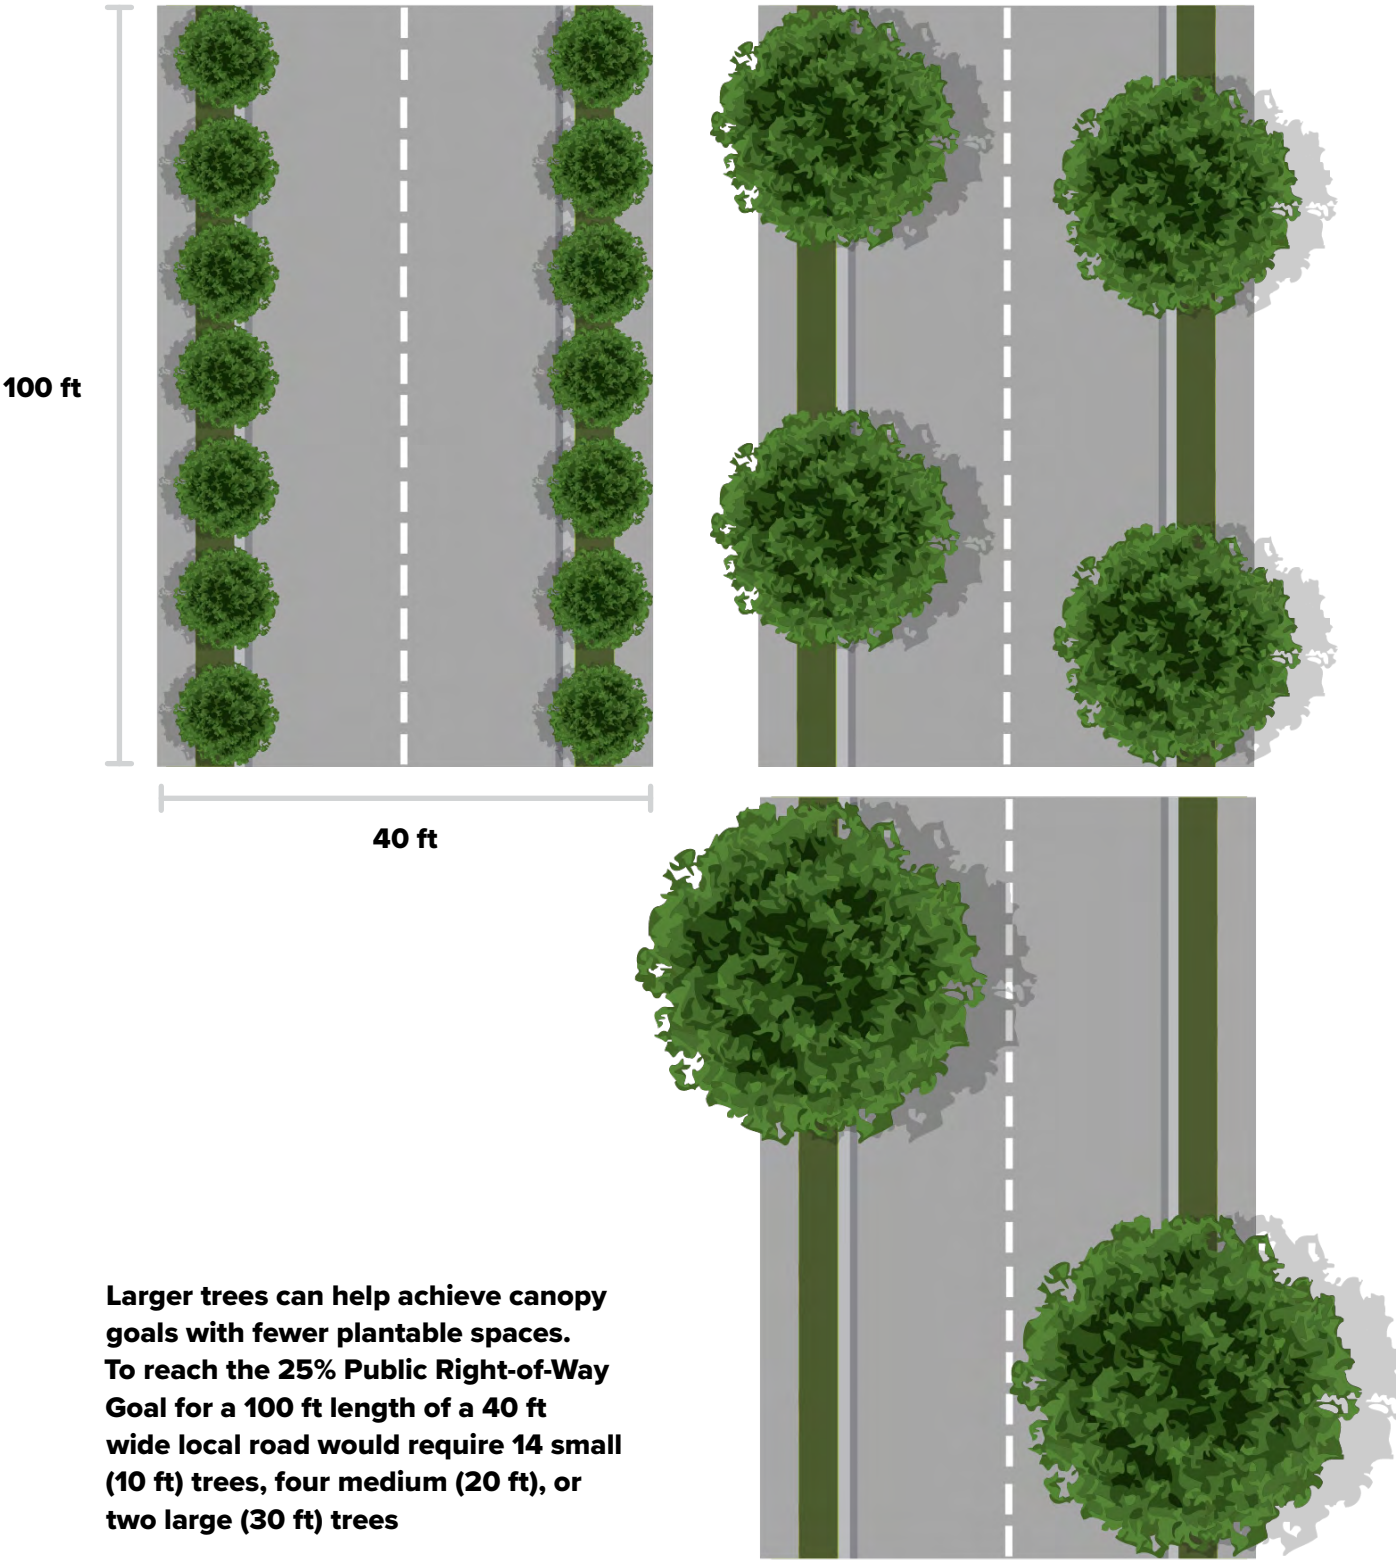 100 ft
40 ft
Larger trees can help achieve canopy
goals with fewer plantable spaces.
To reach the 25% Public Right-of-Way
Goal for a 100 ft length of a 40 ft
wide local road would require 14 small
(10 ft) trees, four medium (20 ft), or
two large (30 ft) trees